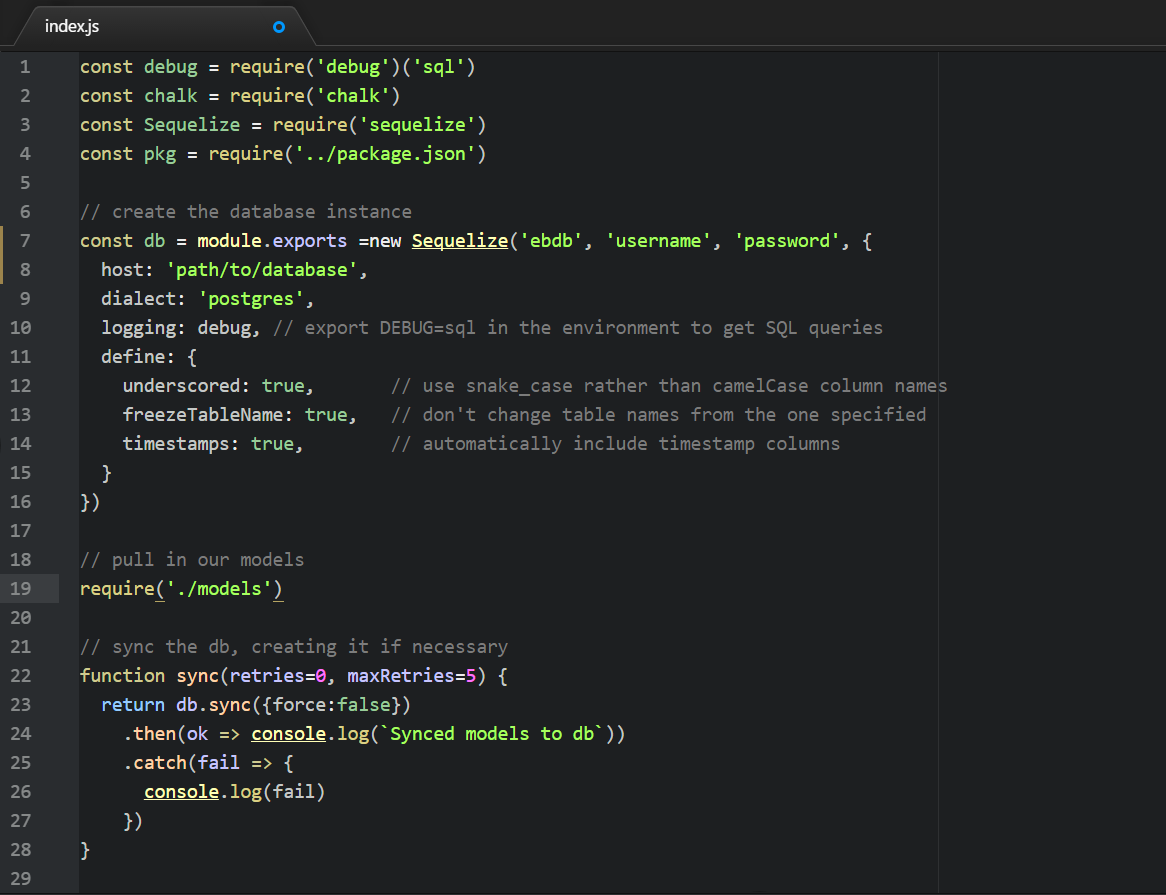 index.js
1 const debug = require('debug')('sql')
2 const chalk = require('chalk')
3 const Sequelize = require('sequelize')
4 const pkg = require('../package.json')
5
6 // create the database instance
7 const db = module.exports =new Sequelize('ebdb', 'username', 'password', {
8   host: 'path/to/database',
9   dialect: 'postgres',
10   logging: debug, // export DEBUG=sql in the environment to get SQL queries
11   define: {
12     underscored: true,       // use snake_case rather than camelCase column names
13     freezeTableName: true,   // don't change table names from the one specified
14     timestamps: true,        // automatically include timestamp columns
15   }
16 })
17
18 // pull in our models
19 require('./models')
20
21 // sync the db, creating it if necessary
22 function sync(retries=0, maxRetries=5) {
23   return db.sync({force:false})
24     .then(ok => console.log(`Synced models to db`))
25     .catch(fail => {
26       console.log(fail)
27     })
28 }
29